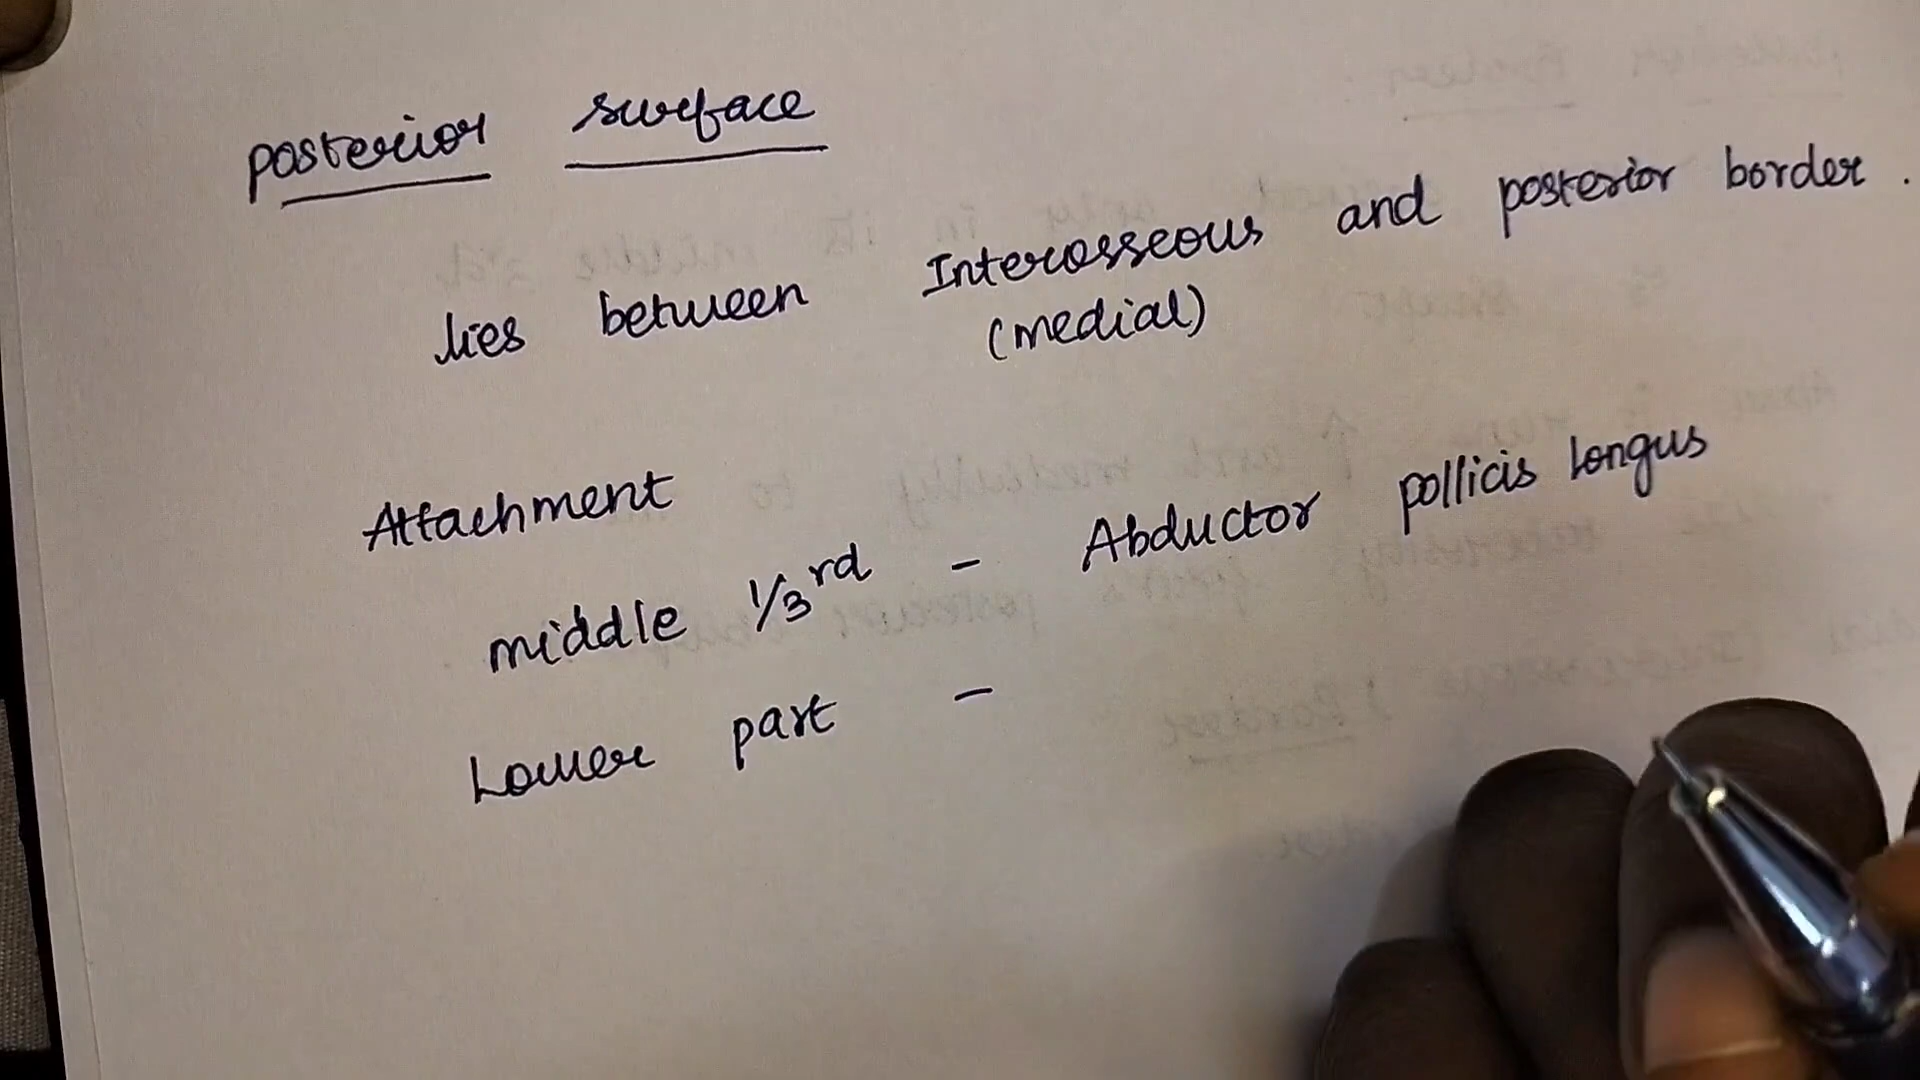 posterior surface
lies between Interosseous and posterior border.
(medial)
Attachment
middle 1/3rd - Abductor pollicis longus
Lower part -